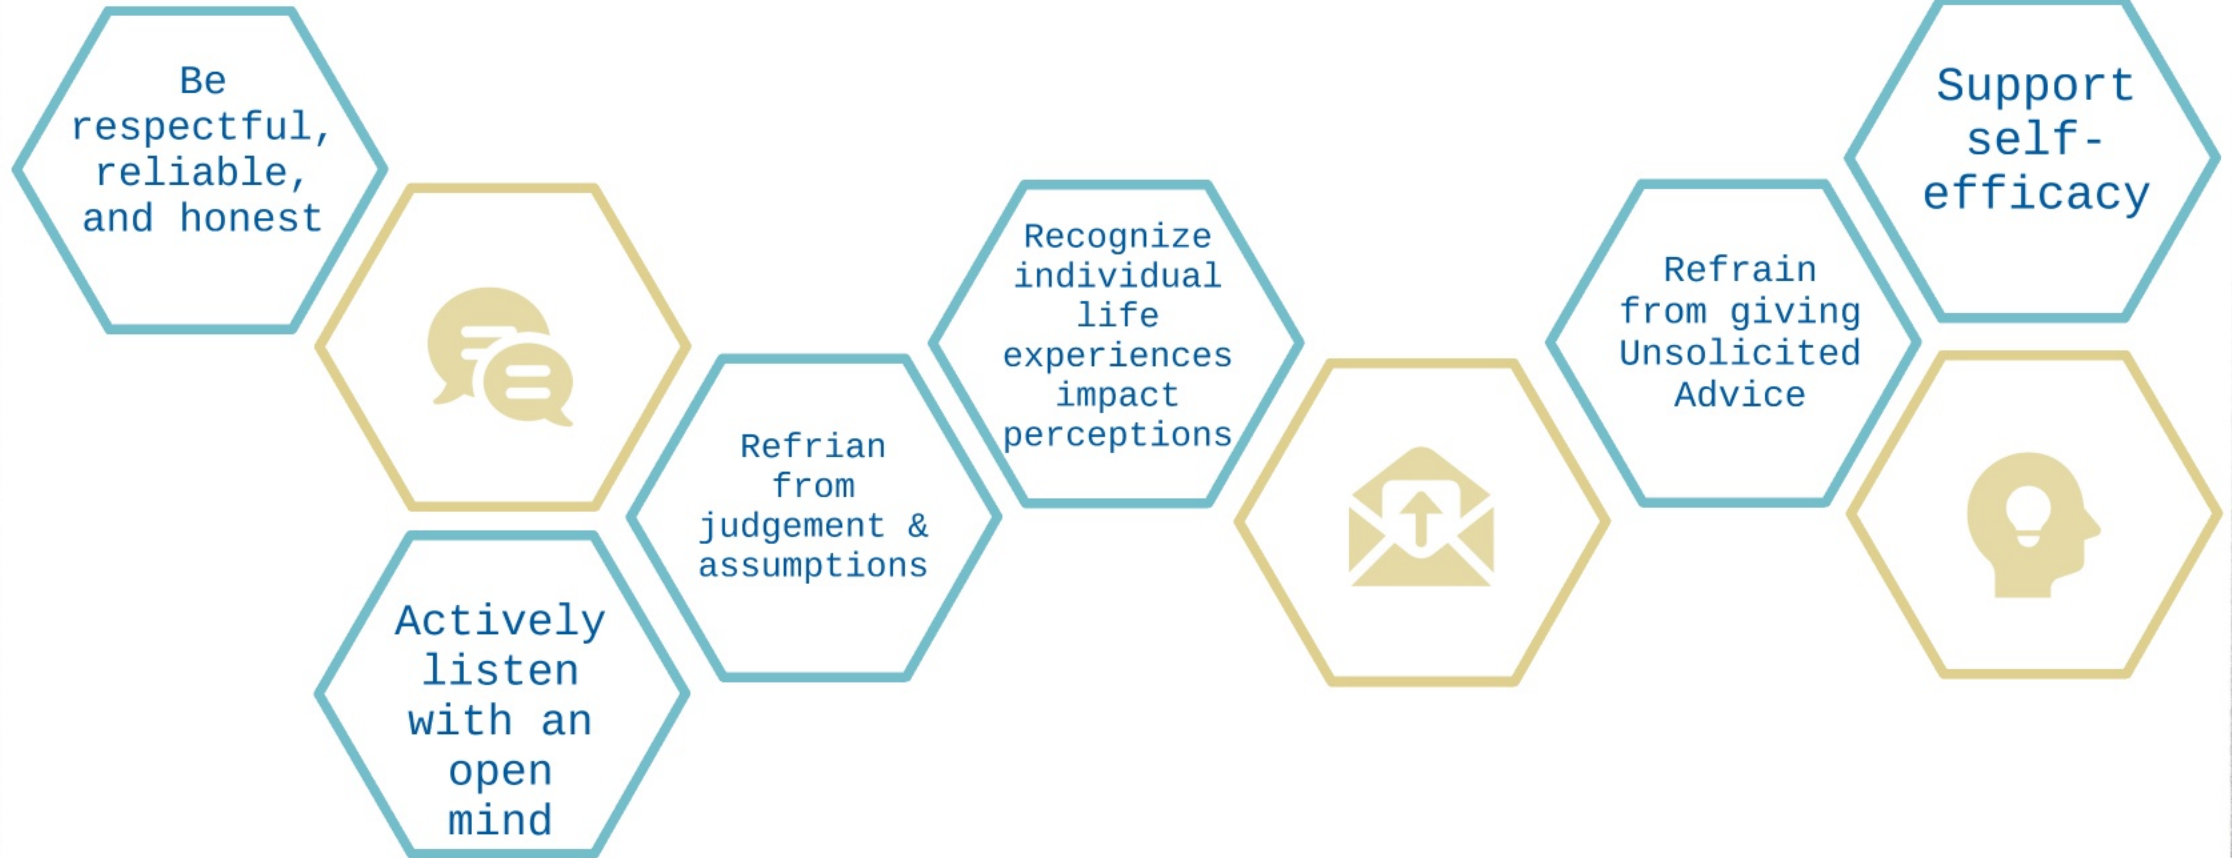 Be
respectful,
reliable,
and honest
Actively
listen
with an
open
mind
Refrian
from
judgement &
assumptions
Recognize
individual
life
experiences
impact
perceptions
Refrain
from giving
Unsolicited
Advice
Support
self-
efficacy